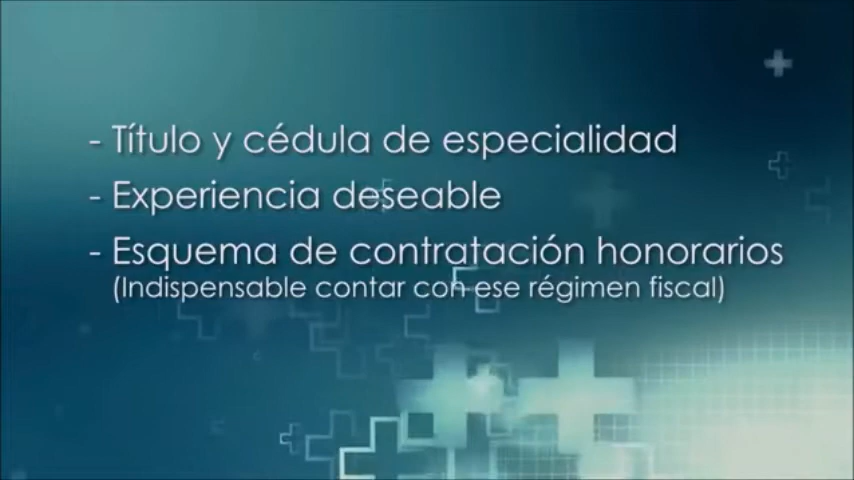 - Título y cédula de especialidad
- Experiencia deseable
- Esquema de contratación honorarios
(Indispensable contar con ese régimen fiscal)